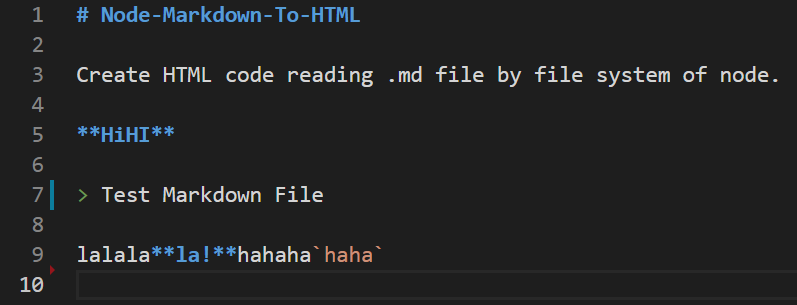 1 # Node-Markdown-To-HTML
2
3 Create HTML code reading .md file by file system of node.
4
5 **HiHI**
6
7 > Test Markdown File
8
9 lalala**la!**hahaha`haha`
10